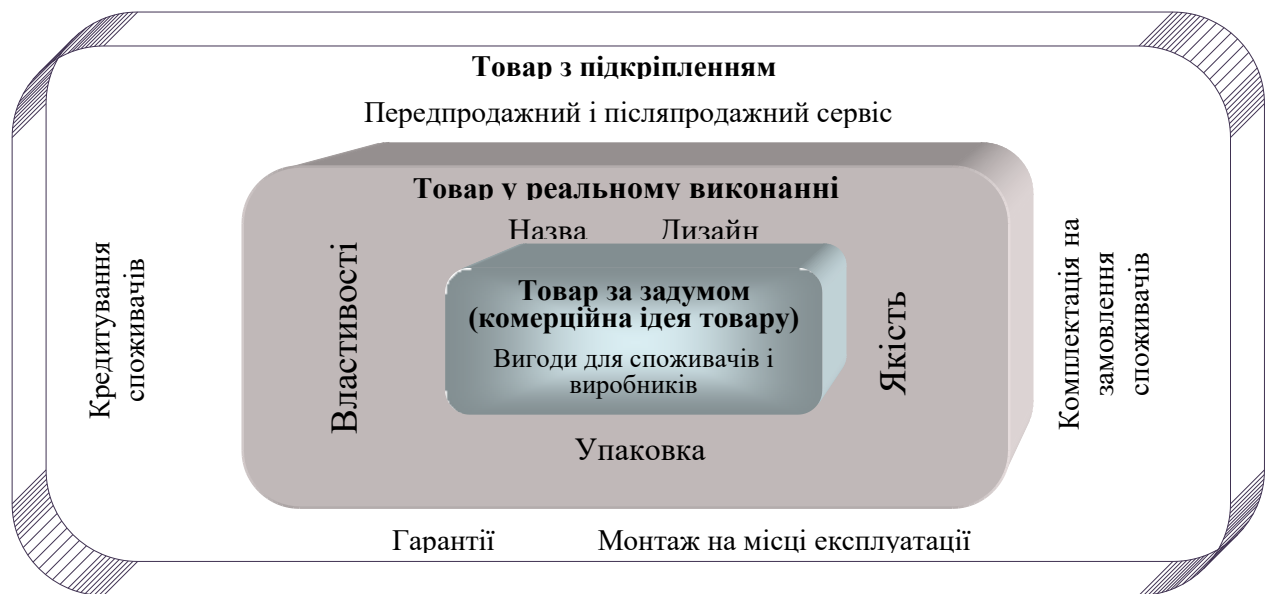 Товар з підкріпленням
Передпродажний і післяпродажний сервіс
Товар у реальному виконанні
Назва Дизайн
Кредитування
споживачів
Властивості
Товар за задумом
(комерційна ідея товару)
Вигоди для споживачів і
виробників
Якість
Комплектація на
замовлення
споживачів
Упаковка
Гарантії Монтаж на місці експлуатації